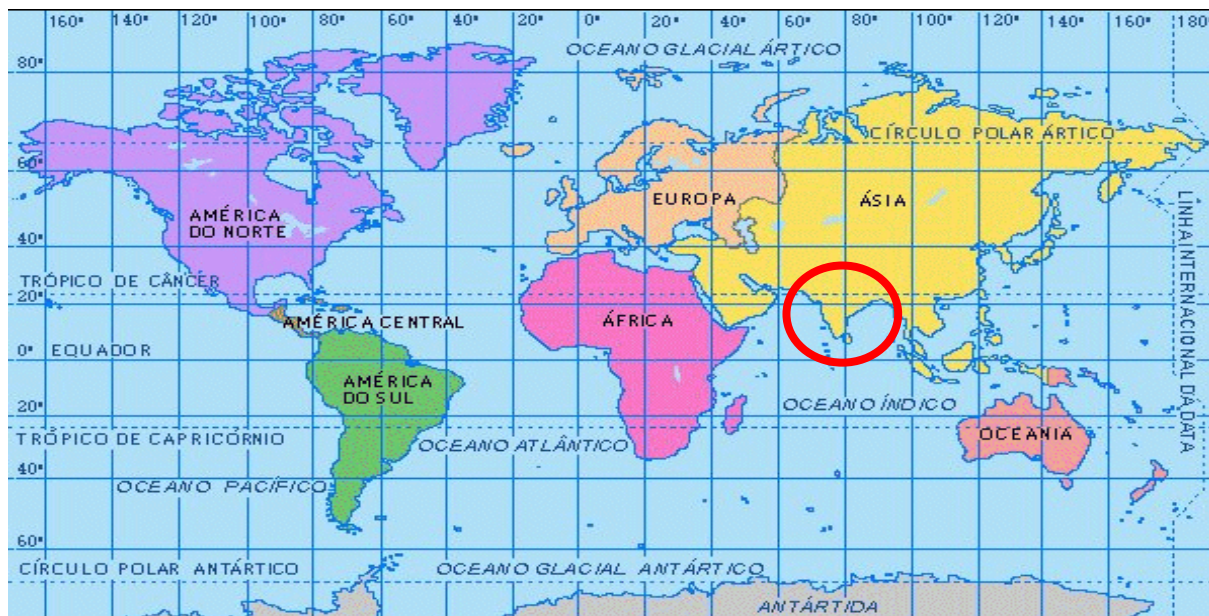 160° 140° 120° 100° 80° 60° 40° 20° 0° 20° 40° 60° 80° 100° 120° 140° 160° 180°
OCEANO GLACIAL ÁRTICO
80°
CÍRCULO POLAR ÁRTICO
60°
EUROPA ÁSIA
AMÉRICA
DO NORTE
40°
TRÓPICO DE CÂNCER
20°
AMÉRICA CENTRAL ÁFRICA
0° EQUADOR
AMÉRICA
DO SUL
OCEANO ÍNDICO
20°
TRÓPICO DE CAPRICÓRNIO
OCEANO ATLÂNTICO
OCEANIA
LINHA INTERNACIONAL DA DATA
40°
OCEANO PACÍFICO
60°
CÍRCULO POLAR ANTÁRTICO
OCEANO GLACIAL ANTÁRTICO
ANTÁRTIDA